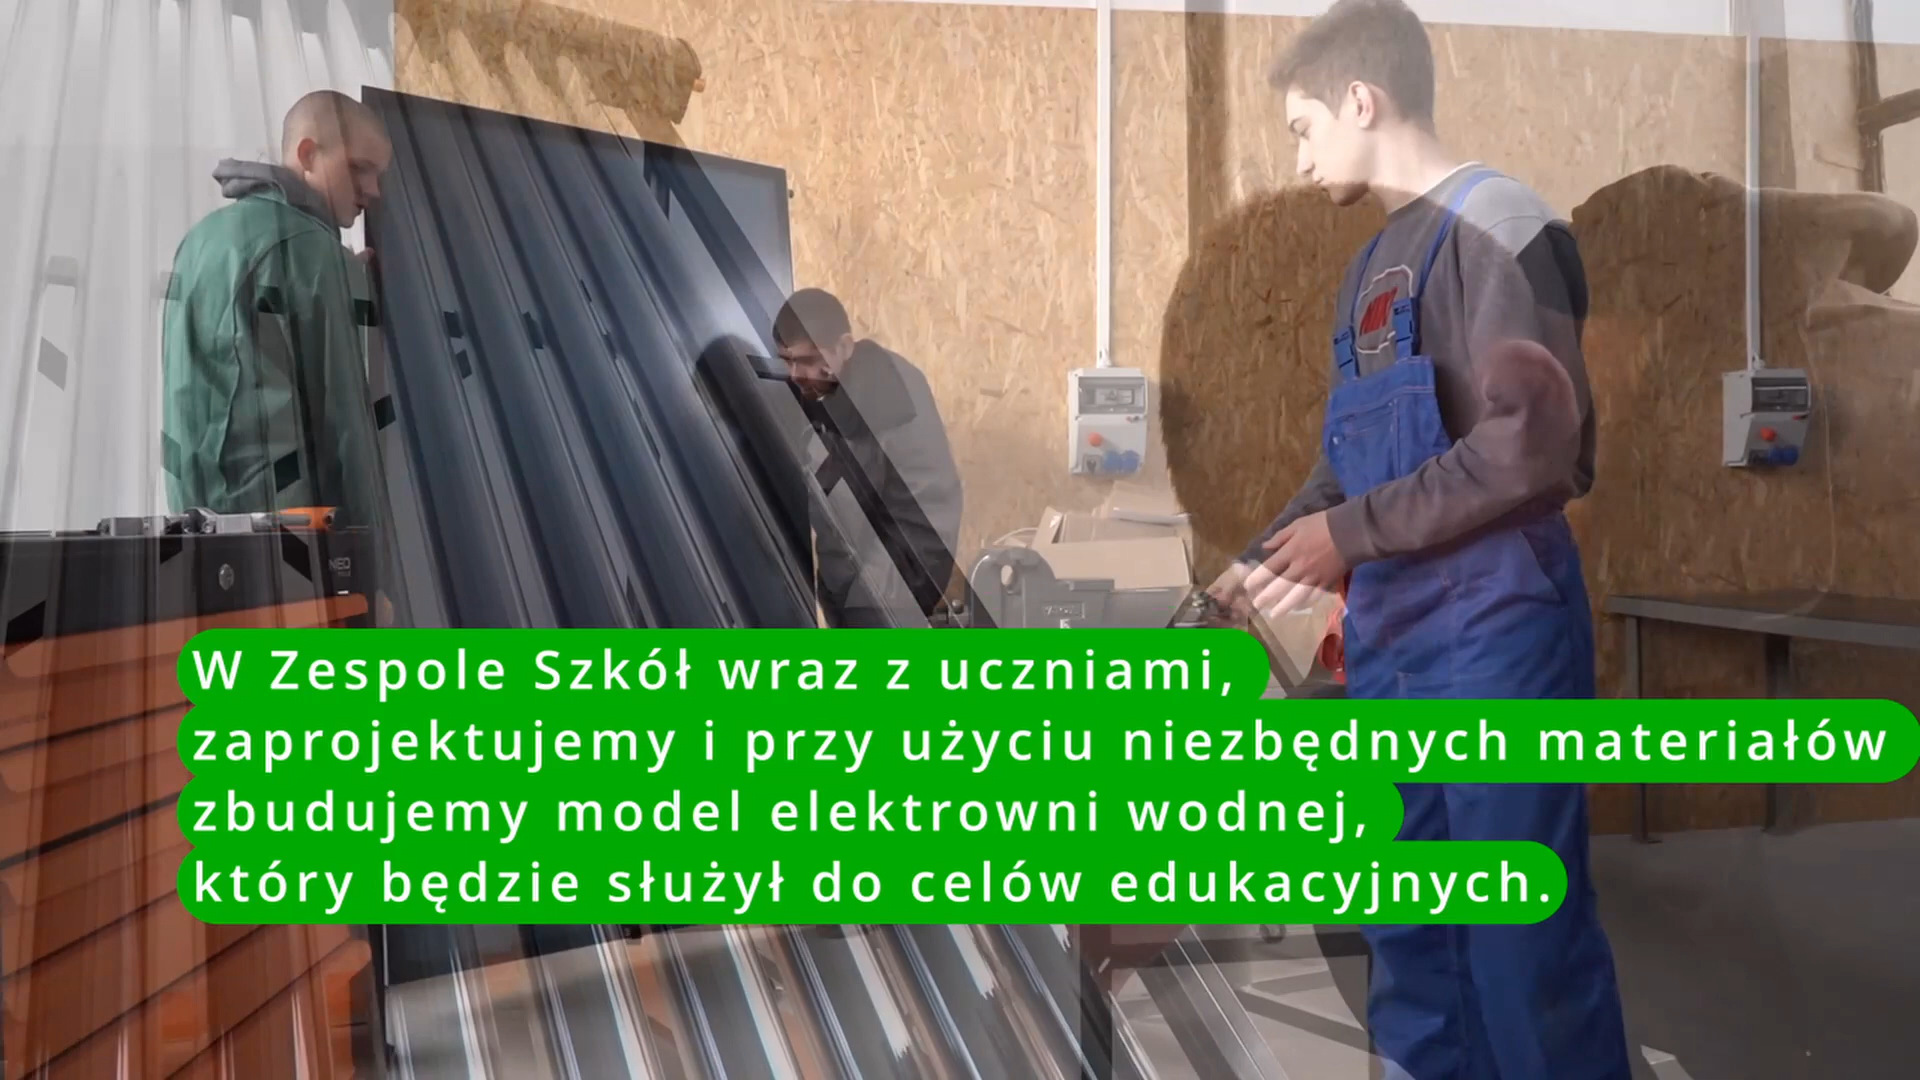 W Zespole Szkół wraz z uczniami,
zaprojektujemy i przy użyciu niezbędnych materiałów
zbudujemy model elektrowni wodnej,
który będzie służył do celów edukacyjnych.
NEO